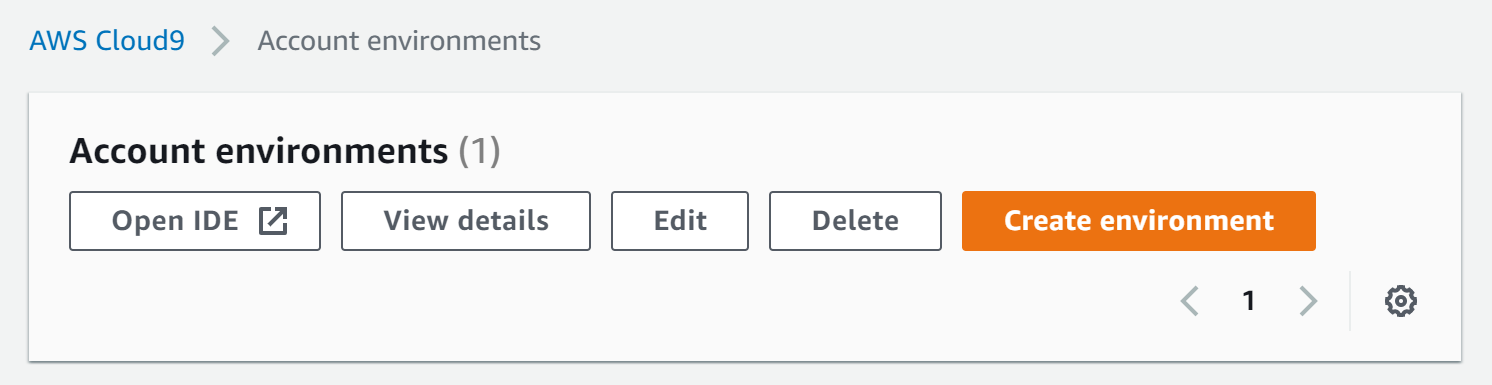 AWS Cloud9 Account environments
Account environments (1)
Open IDE View details Edit Delete Create environment
1